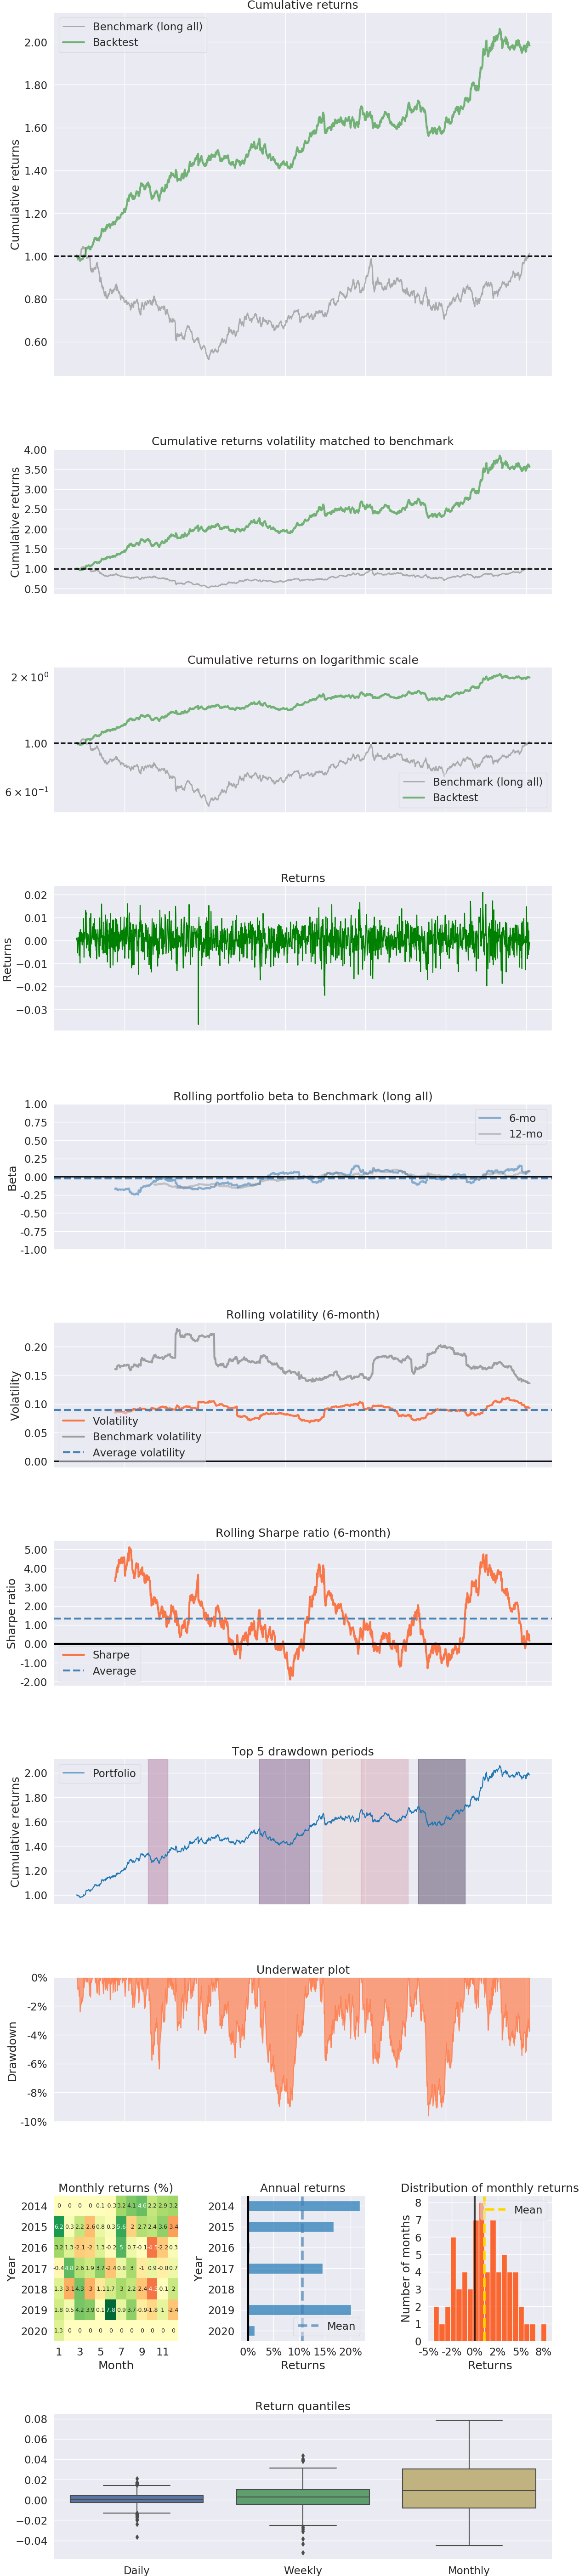 Cumulative returns
Benchmark (long all)
Backtest
Cumulative returns
2.00
1.80
1.60
1.40
1.20
1.00
0.80
0.60
Cumulative returns volatility matched to benchmark
Cumulative returns
4.00
3.50
3.00
2.50
2.00
1.50
1.00
0.50
Cumulative returns on logarithmic scale
2 × 10⁰
1.00
6 × 10⁻¹
Benchmark (long all)
Backtest
Returns
Returns
0.02
0.01
0.00
−0.01
−0.02
−0.03
Rolling portfolio beta to Benchmark (long all)
6-mo
12-mo
Beta
1.00
0.75
0.50
0.25
0.00
-0.25
-0.50
-0.75
-1.00
Rolling volatility (6-month)
Volatility
0.20
0.15
0.10
0.05
0.00
Volatility
Benchmark volatility
Average volatility
Rolling Sharpe ratio (6-month)
Sharpe ratio
5.00
4.00
3.00
2.00
1.00
0.00
-1.00
-2.00
Sharpe
Average
Top 5 drawdown periods
Portfolio
Cumulative returns
2.00
1.80
1.60
1.40
1.20
1.00
Underwater plot
Drawdown
0%
-2%
-4%
-6%
-8%
-10%
Monthly returns (%)
Year
2014
2015
2016
2017
2018
2019
2020
1 3 5 7 9 11
Month
Annual returns
Year
2014
2015
2016
2017
2018
2019
2020
Mean
0% 5% 10% 15% 20%
Returns
Distribution of monthly returns
Mean
Number of months
8
7
6
5
4
3
2
1
0
-5% -2% 0% 2% 5% 8%
Returns
Return quantiles
0.08
0.06
0.04
0.02
0.00
−0.02
−0.04
Daily Weekly Monthly